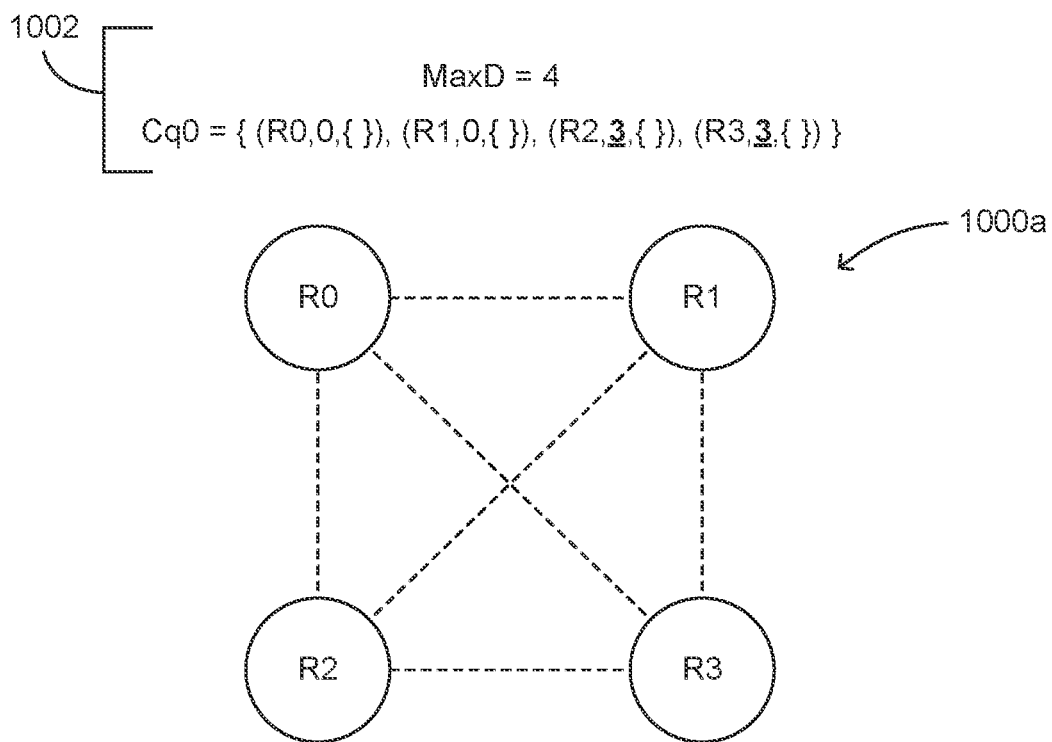 1002
MaxD = 4
Cq0 = { (R0,0,{ }), (R1,0,{ }), (R2,3,{ }), (R3,3,{ }) }
1000a
R0
R1
R2
R3